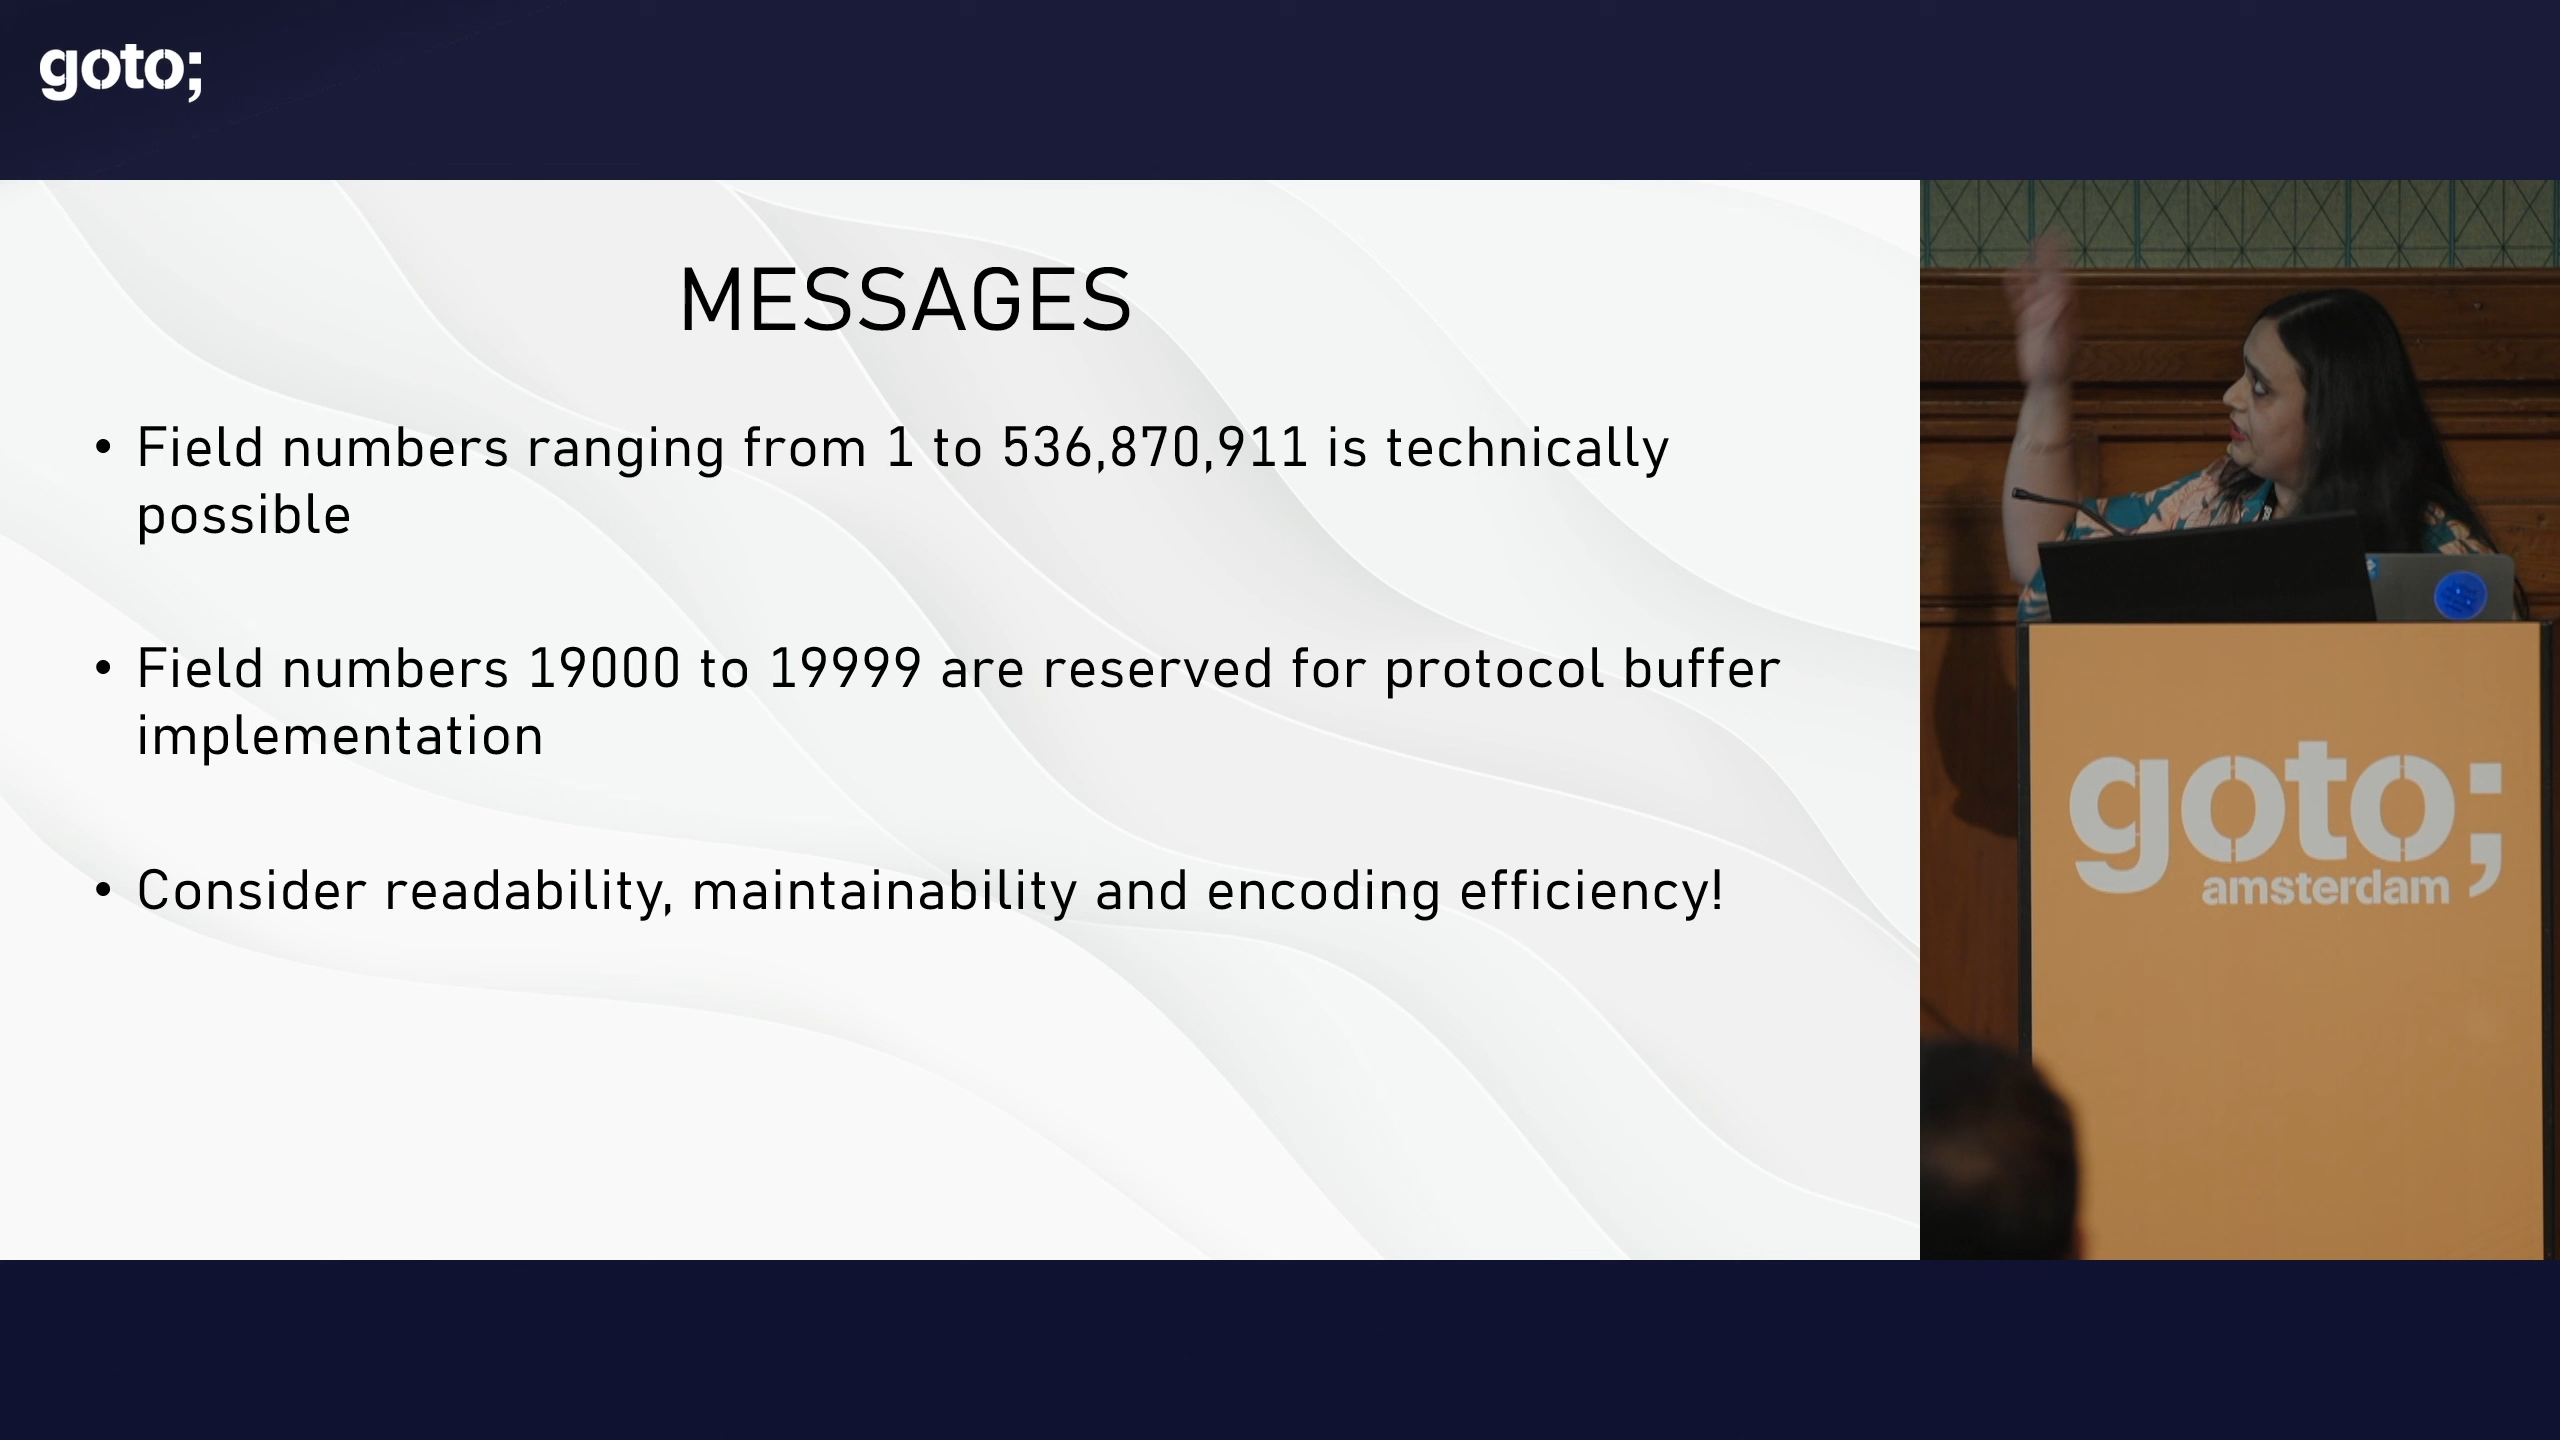 goto;
MESSAGES
• Field numbers ranging from 1 to 536,870,911 is technically
possible
• Field numbers 19000 to 19999 are reserved for protocol buffer
implementation
• Consider readability, maintainability and encoding efficiency!
goto;
amsterdam